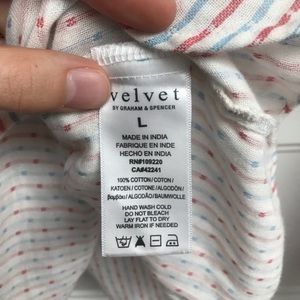 velvet
BY GRAHAM & SPENCER
L
MADE IN INDIA
FABRIQUE EN INDE
HECHO EN INDIA
RN#109220
CA#42241
100% COTTON / COTON /
KATOEN / COTONE / ALGODÓN /
βαμβάκι / ALGODÃO / BAUMWOLLE
HAND WASH COLD
DO NOT BLEACH
LAY FLAT TO DRY
WARM IRON IF NEEDED